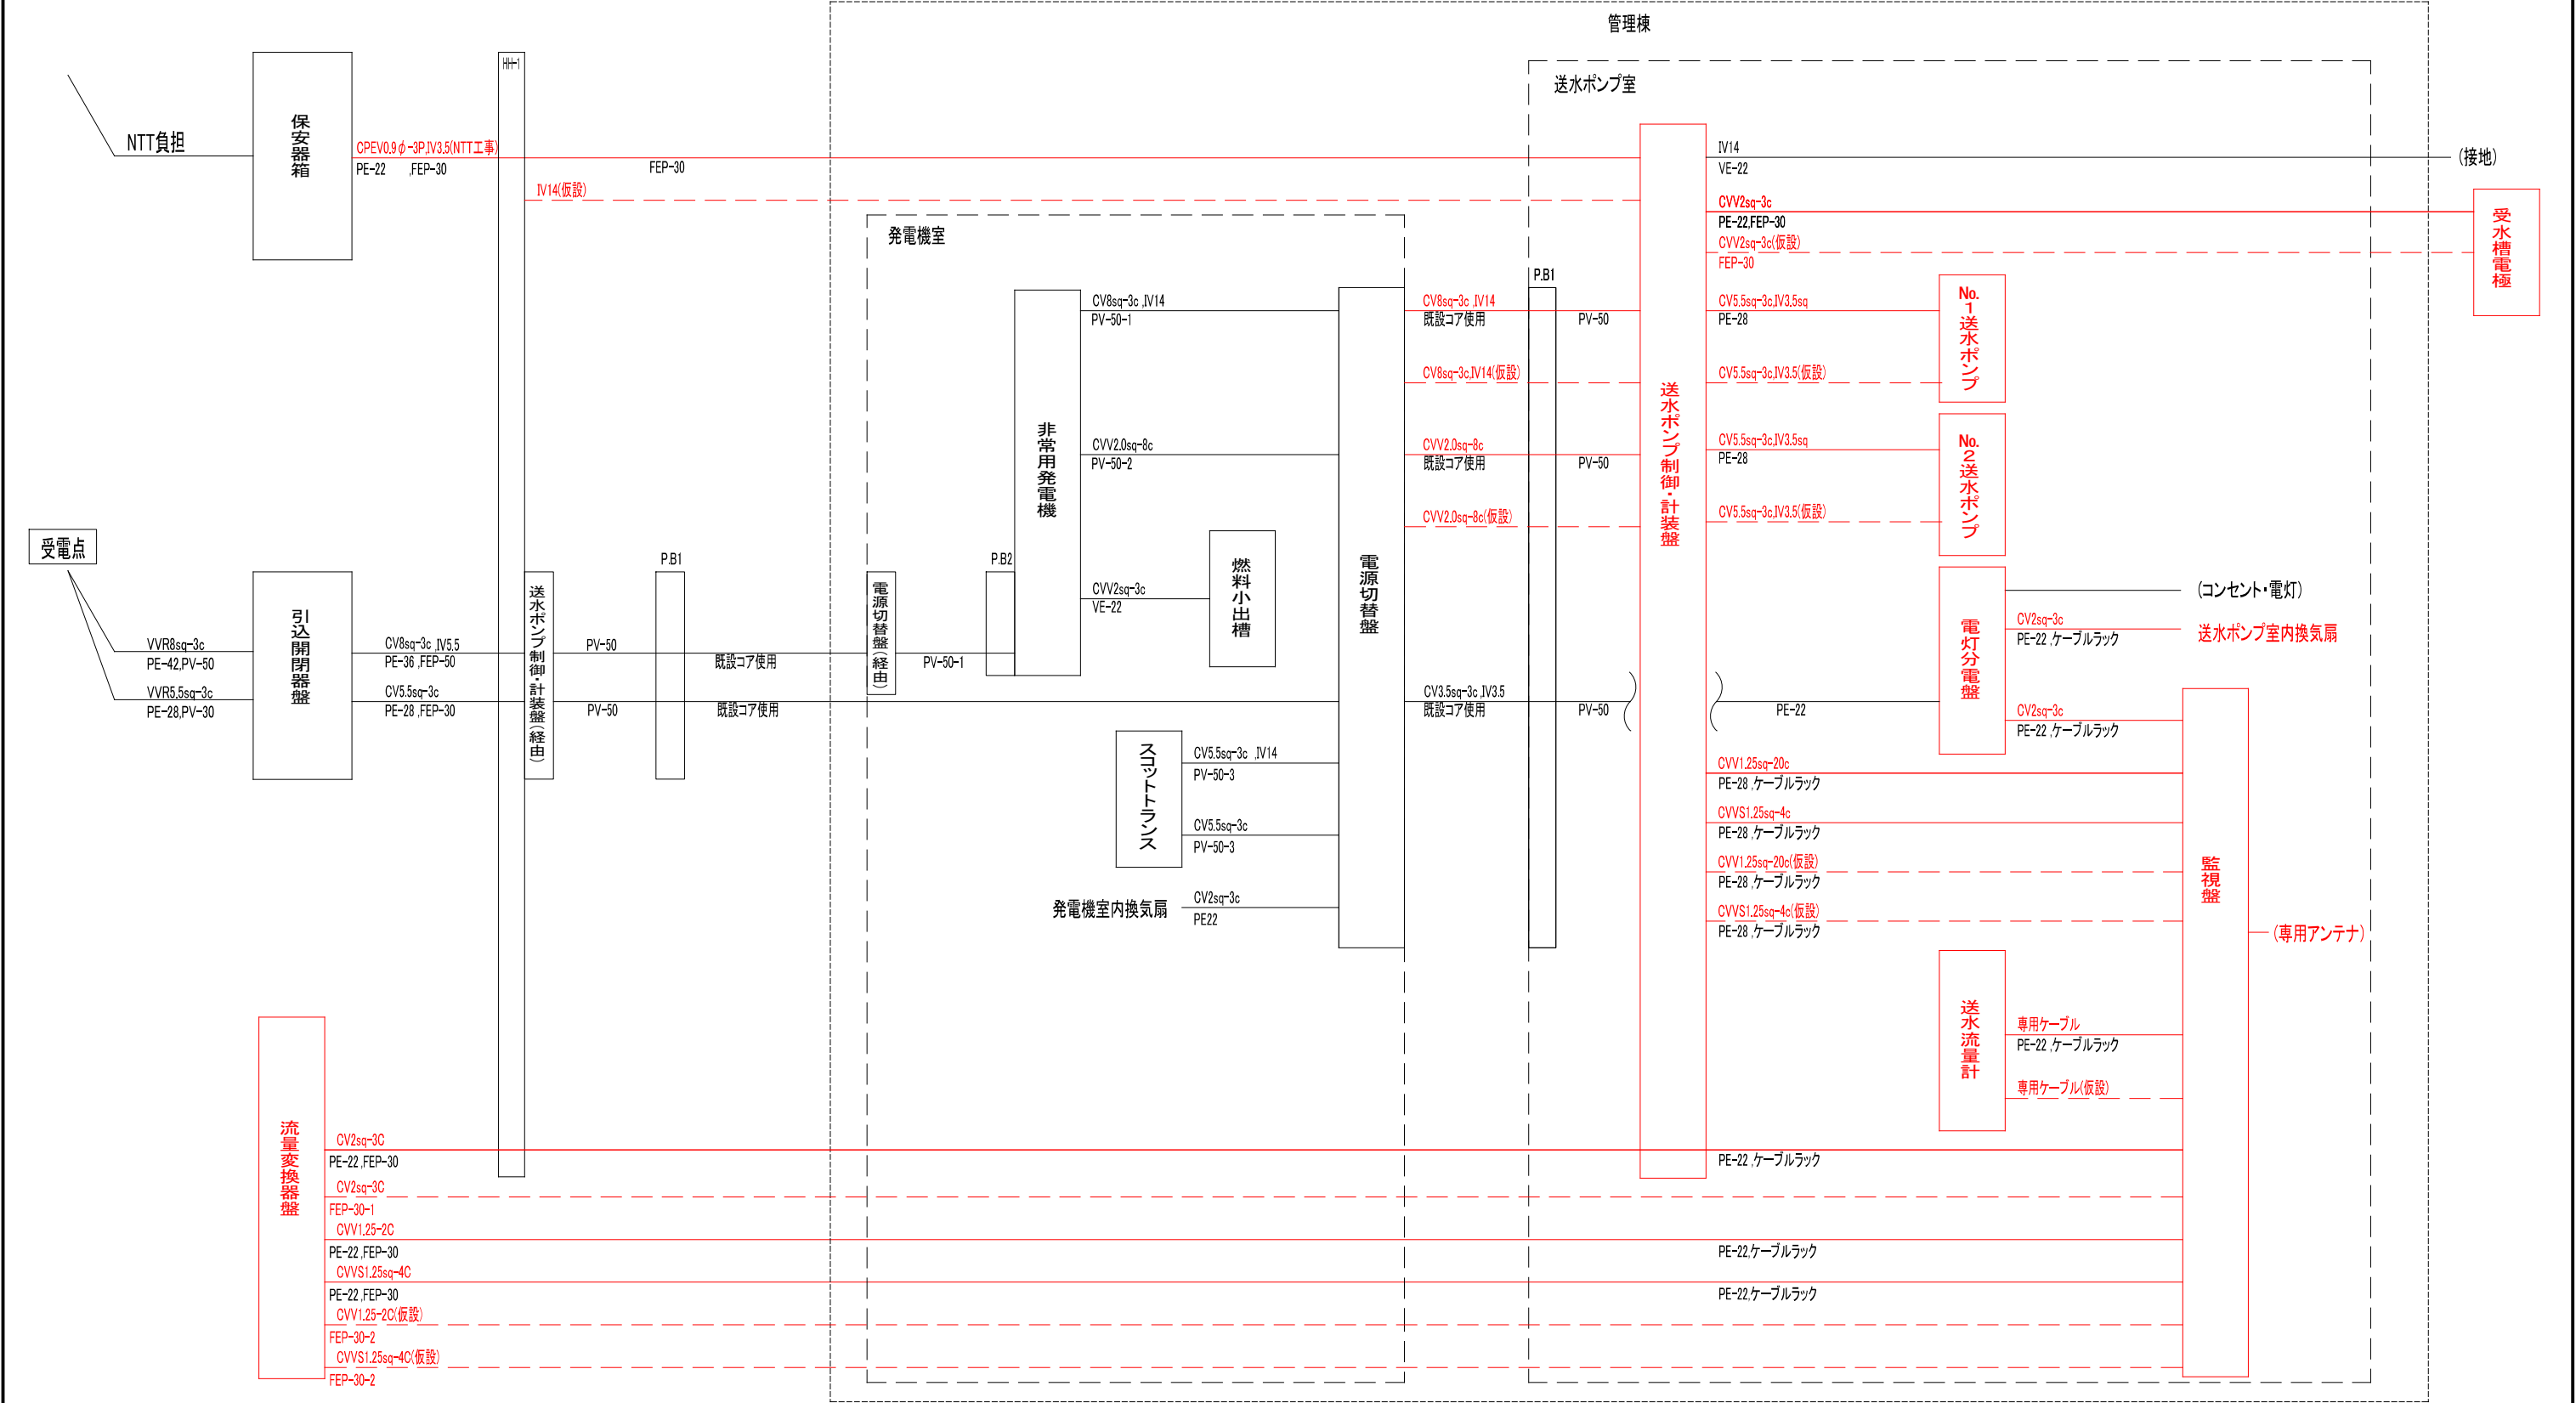 管理棟
送水ポンプ室
HH-1
保安器箱
NTT負担
CPEV0.9φ-3P,IV3.5(NTT工事)
PE-22 ,FEP-30
FEP-30
IV14(仮設)
IV14
VE-22
(接地)
CVV2sq-3c
PE-22,FEP-30
CVV2sq-3c(仮設)
FEP-30
受水槽電極
発電機室
P.B1
CV8sq-3c ,IV14
PV-50-1
CV8sq-3c ,IV14
既設コア使用
PV-50
CV5.5sq-3c,IV3.5sq
PE-28
No.1送水ポンプ
CV8sq-3c,IV14(仮設)
CV5.5sq-3c,IV3.5(仮設)
送水ポンプ制御・計装盤
非常用発電機
CVV2.0sq-8c
PV-50-2
CVV2.0sq-8c
既設コア使用
PV-50
CV5.5sq-3c,IV3.5sq
PE-28
No.2送水ポンプ
CVV2.0sq-8c(仮設)
CV5.5sq-3c,IV3.5(仮設)
受電点
P.B1
P.B2
電源切替盤
燃料小出槽
CVV2sq-3c
VE-22
引込開閉器盤
送水ポンプ制御・計装盤(経由)
電源切替盤(経由)
電灯分電盤
(コンセント・電灯)
CV2sq-3c
PE-22 ,ケーブルラック
送水ポンプ室内換気扇
VVR8sq-3c
PE-42,PV-50
CV8sq-3c ,IV5.5
PE-36 ,FEP-50
PV-50
既設コア使用
PV-50-1
VVR5.5sq-3c
PE-28,PV-30
CV5.5sq-3c
PE-28 ,FEP-30
PV-50
既設コア使用
CV3.5sq-3c ,IV3.5
既設コア使用
PV-50
PE-22
CV2sq-3c
PE-22 ,ケーブルラック
スコットトランス
CV5.5sq-3c ,IV14
PV-50-3
CV5.5sq-3c
PV-50-3
発電機室内換気扇
CV2sq-3c
PE22
CVV1.25sq-20c
PE-28 ,ケーブルラック
CVVS1.25sq-4c
PE-28 ,ケーブルラック
CVV1.25sq-20c(仮設)
PE-28 ,ケーブルラック
CVVS1.25sq-4c(仮設)
PE-28 ,ケーブルラック
監視盤
(専用アンテナ)
送水流量計
専用ケーブル
PE-22 ,ケーブルラック
専用ケーブル(仮設)
流量変換器盤
CV2sq-3C
PE-22 ,FEP-30
PE-22 ,ケーブルラック
CV2sq-3C
FEP-30-1
CVV1.25-2C
PE-22 ,FEP-30
PE-22,ケーブルラック
CVVS1.25sq-4C
PE-22 ,FEP-30
PE-22,ケーブルラック
CVV1.25-2C(仮設)
FEP-30-2
CVVS1.25sq-4C(仮設)
FEP-30-2